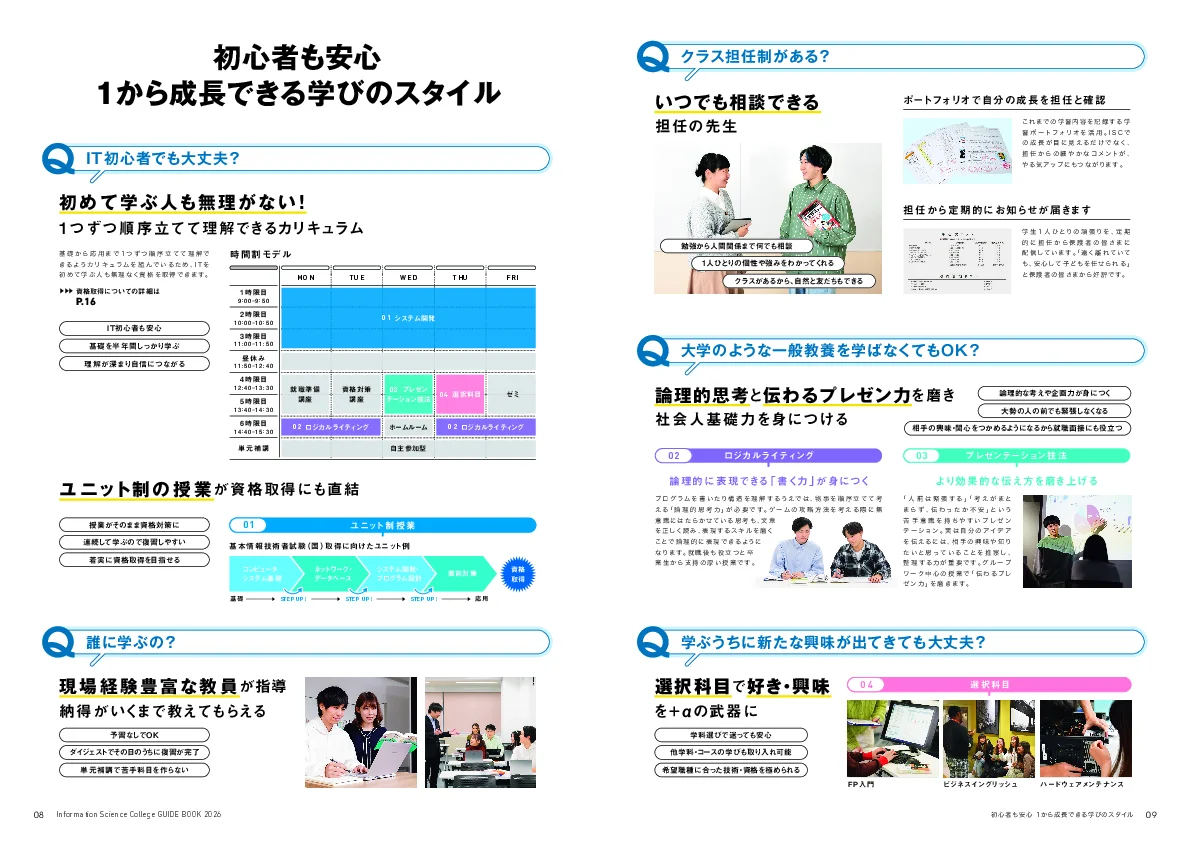 初心者も安心
1から成長できる学びのスタイル
Q IT初心者でも大丈夫?
初めて学ぶ人も無理がない!
1つずつ順序立てて理解できるカリキュラム
基礎から応用まで1つずつ順序立てて理解で
きるようカリキュラムを組んでいるため、ITを
初めて学ぶ人も無理なく資格を取得できます。
▶▶▶ 資格取得についての詳細は
P.16
IT初心者も安心
基礎を半年間しっかり学ぶ
理解が深まり自信につながる
時間割モデル
MON TUE WED THU FRI
1時限目
9:00-9:50
2時限目
10:00-10:50
3時限目
11:00-11:50
01 システム開発
昼休み
11:50-12:40
4時限目
12:40-13:30
5時限目
13:40-14:30
就職準備
講座
資格対策
講座
03 プレゼン
テーション技法
04 選択科目
ゼミ
6時限目
14:40-15:30
02 ロジカルライティング
ホームルーム
02 ロジカルライティング
単元補講
自主参加型
ユニット制の授業が資格取得にも直結
授業がそのまま資格対策に
連続して学ぶので復習しやすい
着実に資格取得を目指せる
01 ユニット制授業
基本情報技術者試験(国)取得に向けたユニット例
コンピュータ
システム基礎
ネットワーク・
データベース
システム開発・
プログラム設計
直前対策
資格
取得
基礎 STEP UP! STEP UP! STEP UP! 応用
Q 誰に学ぶの?
現場経験豊富な教員が指導
納得がいくまで教えてもらえる
予習なしでOK
ダイジェストでその日のうちに復習が完了
単元補講で苦手科目を作らない
08 Information Science College GUIDE BOOK 2026
Q クラス担任制がある?
いつでも相談できる
担任の先生
勉強から人間関係まで何でも相談
1人ひとりの個性や強みをわかってくれる
クラスがあるから、自然と友だちもできる
ポートフォリオで自分の成長を担任と確認
これまでの学習内容を記録する学
習ポートフォリオを活用。ISCで
の成長が目に見えるだけでなく、
担任からの細やかなコメントが、
やる気アップにもつながります。
担任から定期的にお知らせが届きます
学生1人ひとりの頑張りを、定期
的に担任から保護者の皆さまに
配信しています。「遠く離れていて
も、安心して子どもを任せられる」
と保護者の皆さまから好評です。
Q 大学のような一般教養を学ばなくてもOK?
論理的思考と伝わるプレゼン力を磨き
社会人基礎力を身につける
論理的な考えや企画力が身につく
大勢の人の前でも緊張しなくなる
相手の興味・関心をつかめるようになるから就職面接にも役立つ
02 ロジカルライティング
論理的に表現できる「書く力」が身につく
プログラムを書いたり構造を理解するうえでは、物事を順序立てて考
える「論理的思考力」が必要です。ゲームの攻略方法を考える際に無
意識にはたらかせている思考も、文章
を正しく読み、表現するスキルを磨く
ことで論理的に表現できるように
なります。就職後も役立つと卒
業生から支持の厚い授業です。
03 プレゼンテーション技法
より効果的な伝え方を磨き上げる
「人前は緊張する」「考えがまと
まらず、伝わったか不安」という
苦手意識を持ちやすいプレゼン
テーション。実は自分のアイデア
を伝えるには、相手の興味や知り
たいと思っていることを推察し、
整理する力が重要です。グループ
ワーク中心の授業で「伝わるプレ
ゼン力」を磨きます。
Q 学ぶうちに新たな興味が出てきても大丈夫?
選択科目で好き・興味
を+αの武器に
学科選びで迷っても安心
他学科・コースの学びも取り入れ可能
希望職種に合った技術・資格を極められる
04 選択科目
FP入門
ビジネスイングリッシュ
ハードウェアメンテナンス
初心者も安心 1から成長できる学びのスタイル 09